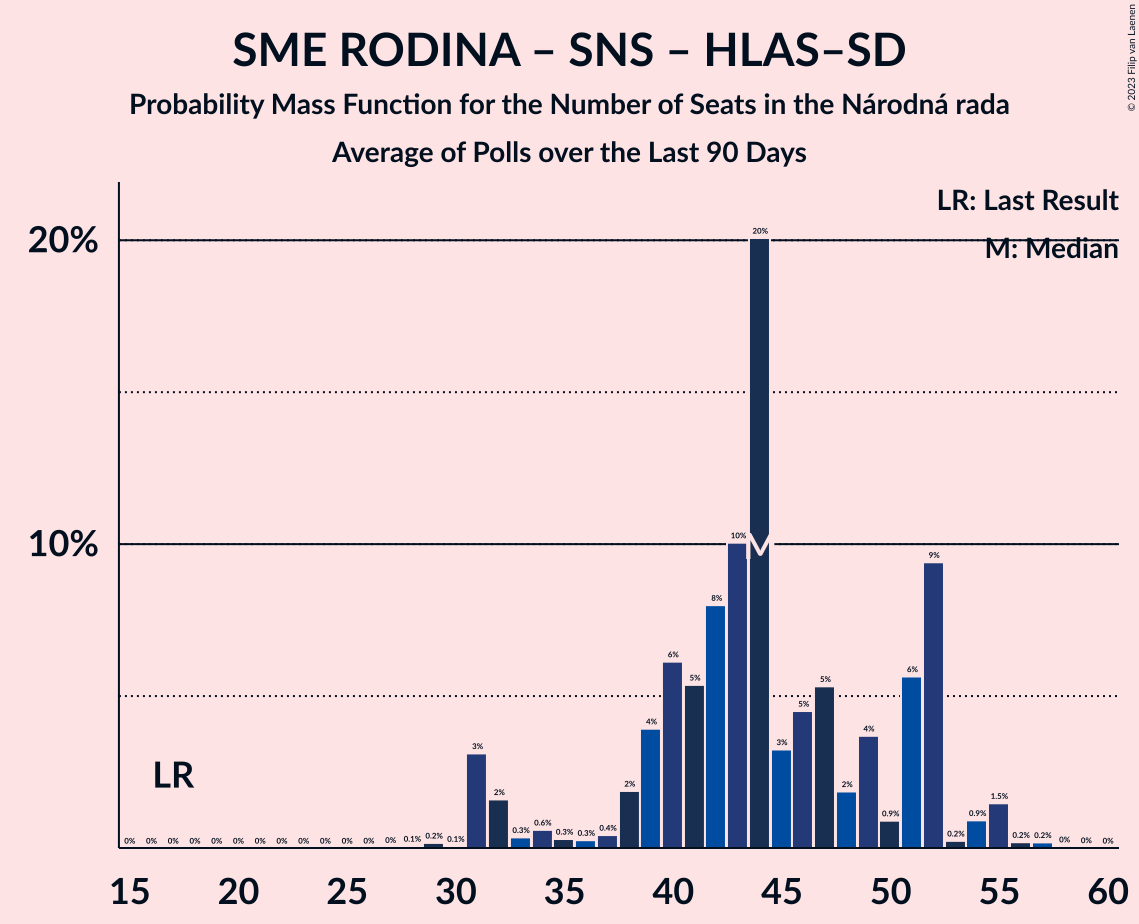 SME RODINA – SNS – HLAS–SD
Probability Mass Function for the Number of Seats in the Národná rada
Average of Polls over the Last 90 Days
© 2023 Filip van Laenen
LR: Last Result
M: Median
20%
10%
LR
M
0% 0% 0% 0% 0% 0% 0% 0% 0% 0% 0% 0% 0% 0.1% 0.2% 0.1% 3% 2% 0.3% 0.6% 0.3% 0.3% 0.4% 2% 4% 6% 5% 8% 10% 20% 3% 5% 5% 2% 4% 0.9% 6% 9% 0.2% 0.9% 1.5% 0.2% 0.2% 0% 0% 0%
15 20 25 30 35 40 45 50 55 60